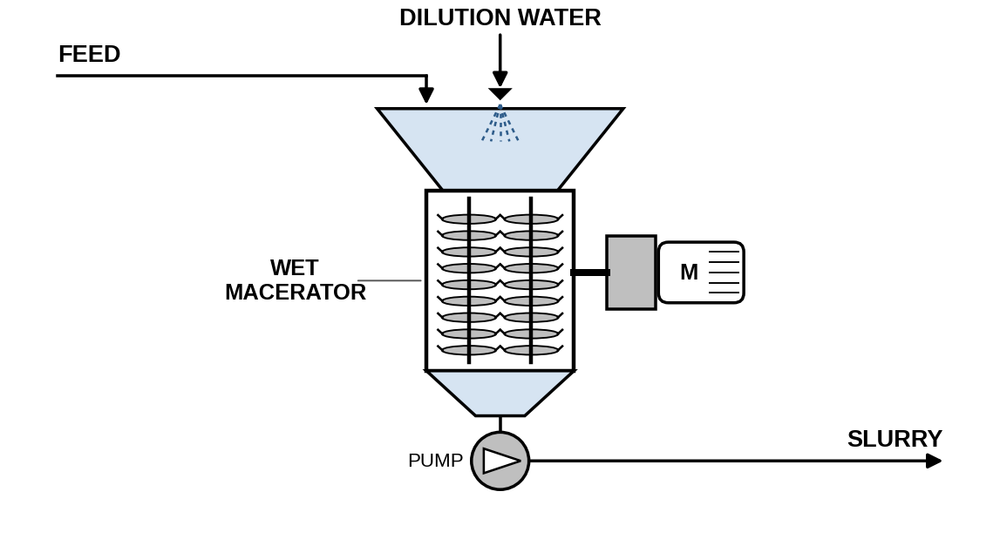 DILUTION WATER
FEED
WET
MACERATOR
M
SLURRY
PUMP